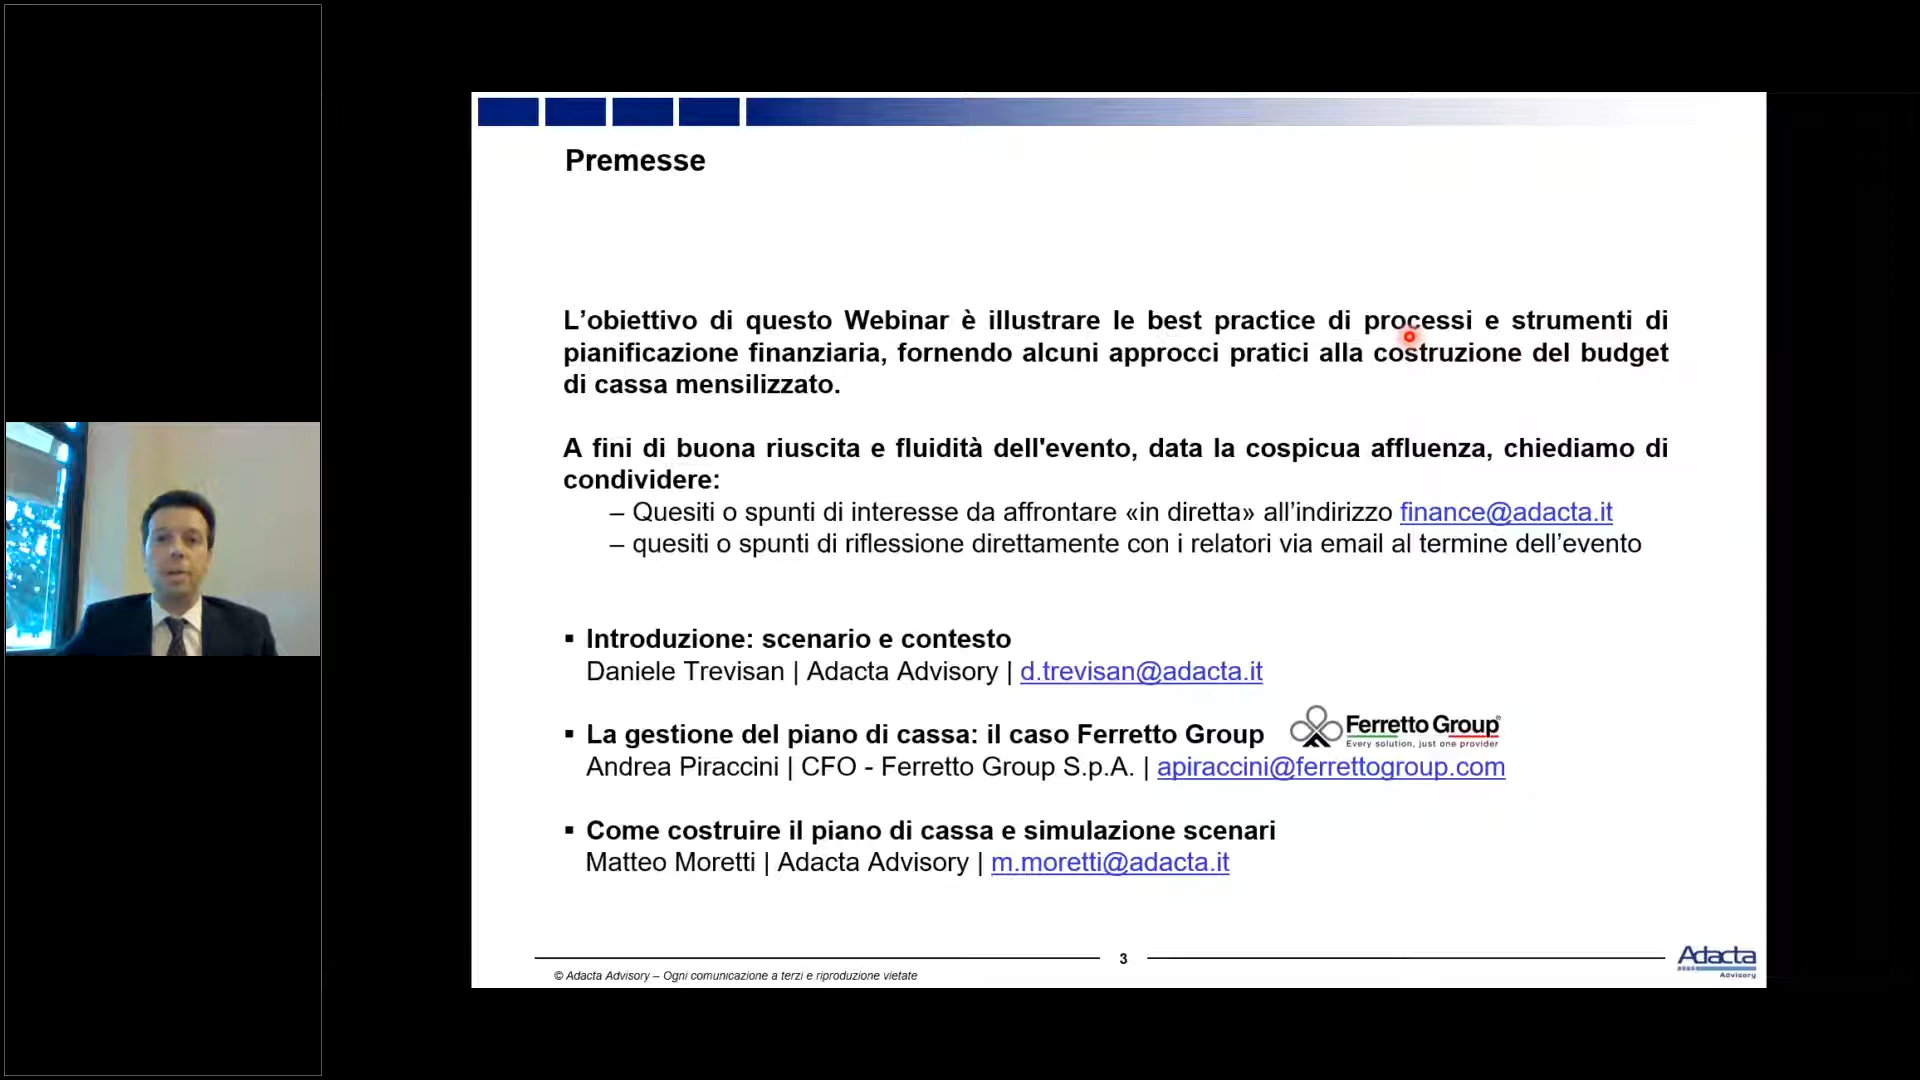 Premesse
L’obiettivo di questo Webinar è illustrare le best practice di processi e strumenti di
pianificazione finanziaria, fornendo alcuni approcci pratici alla costruzione del budget
di cassa mensilizzato.
A fini di buona riuscita e fluidità dell'evento, data la cospicua affluenza, chiediamo di
condividere:
– Quesiti o spunti di interesse da affrontare «in diretta» all’indirizzo finance@adacta.it
– quesiti o spunti di riflessione direttamente con i relatori via email al termine dell’evento
▪ Introduzione: scenario e contesto
Daniele Trevisan | Adacta Advisory | d.trevisan@adacta.it
▪ La gestione del piano di cassa: il caso Ferretto Group
Ferretto Group®
Every solution, just one provider
Andrea Piraccini | CFO - Ferretto Group S.p.A. | apiraccini@ferrettogroup.com
▪ Come costruire il piano di cassa e simulazione scenari
Matteo Moretti | Adacta Advisory | m.moretti@adacta.it
3
© Adacta Advisory – Ogni comunicazione a terzi e riproduzione vietate
Adacta
Advisory